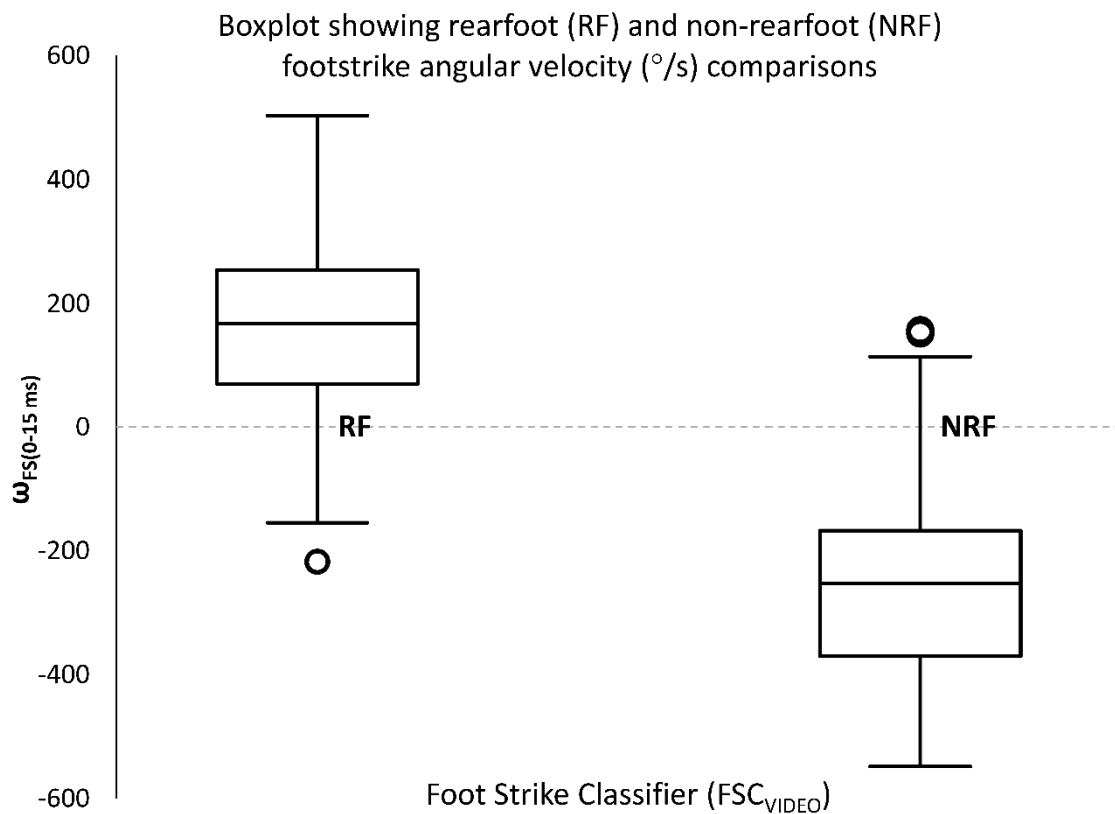 Boxplot showing rearfoot (RF) and non-rearfoot (NRF)
footstrike angular velocity (°/s) comparisons
600
400
200
0
-200
-400
-600
ωFS(0-15 ms)
RF
NRF
Foot Strike Classifier (FSCVIDEO)